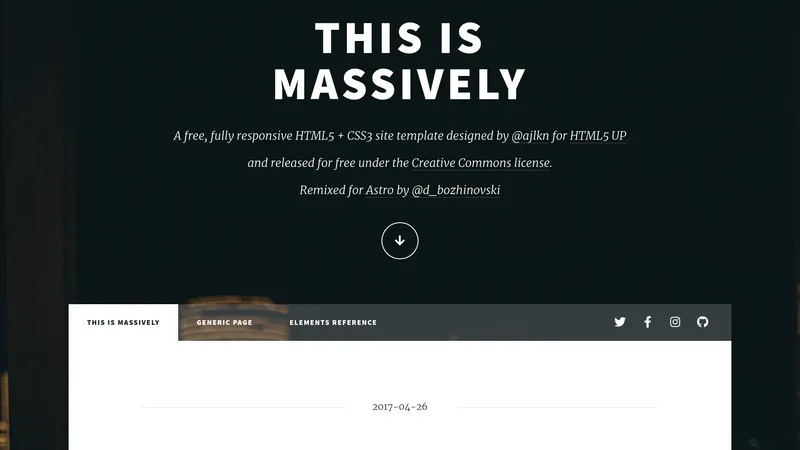 THIS IS
MASSIVELY
A free, fully responsive HTML5 + CSS3 site template designed by @ajlkn for HTML5 UP
and released for free under the Creative Commons license.
Remixed for Astro by @d_bozhinovski
THIS IS MASSIVELY GENERIC PAGE ELEMENTS REFERENCE
2017-04-26